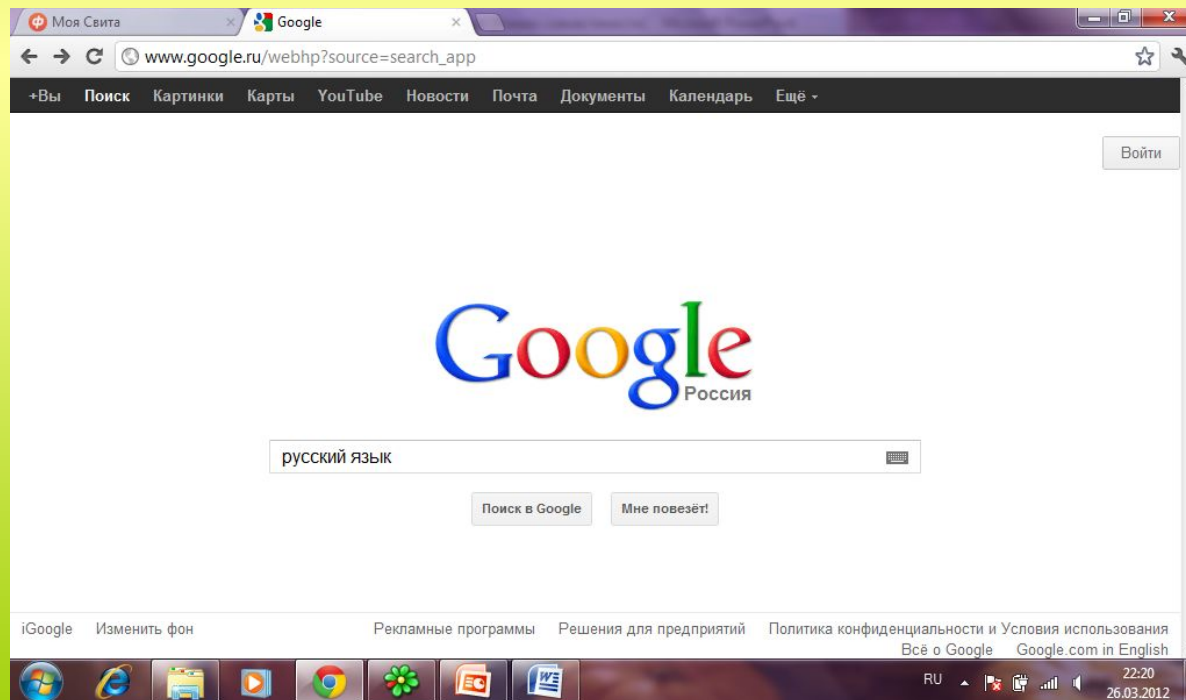 Моя Свита
Google
www.google.ru/webhp?source=search_app
+Вы Поиск Картинки Карты YouTube Новости Почта Документы Календарь Ещё
Войти
Google
Россия
русский язык
Поиск в Google Мне повезёт!
iGoogle Изменить фон Рекламные программы Решения для предприятий Политика конфиденциальности и Условия использования
Всё о Google Google.com in English
RU 22:20
26.03.2012